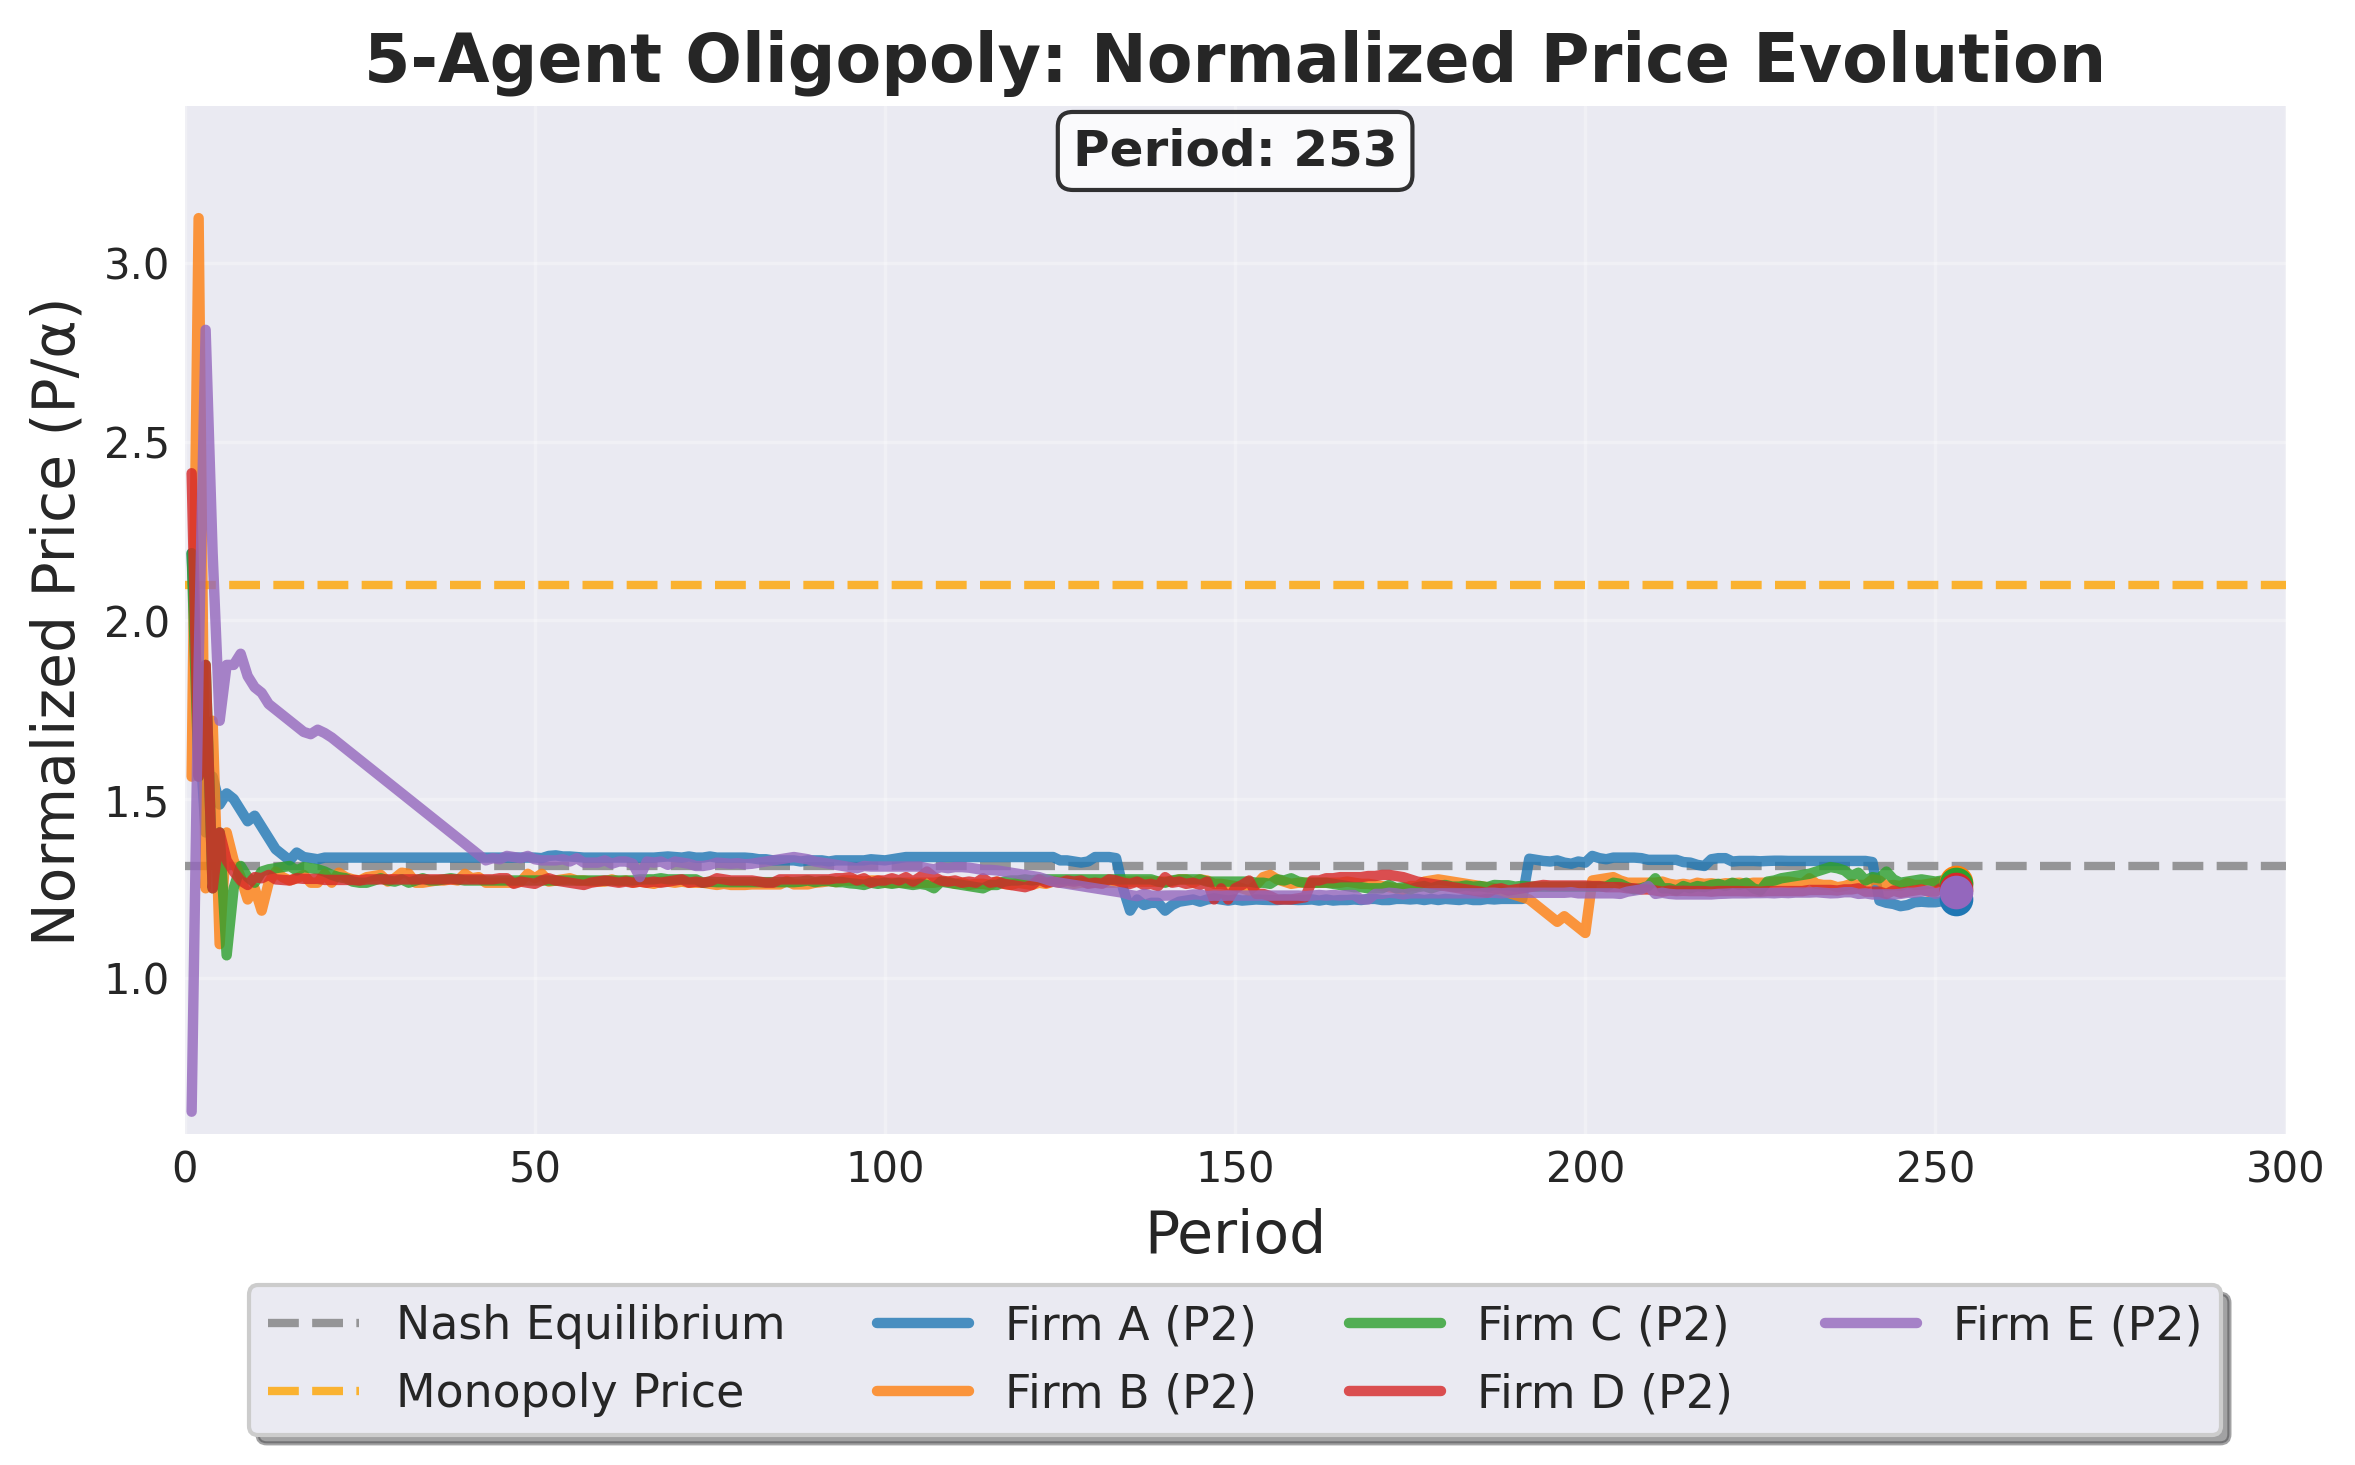 5-Agent Oligopoly: Normalized Price Evolution
Period: 253
Normalized Price (P/α)
3.0
2.5
2.0
1.5
1.0
0
50
100
150
200
250
300
Period
Nash Equilibrium
Monopoly Price
Firm A (P2)
Firm B (P2)
Firm C (P2)
Firm D (P2)
Firm E (P2)